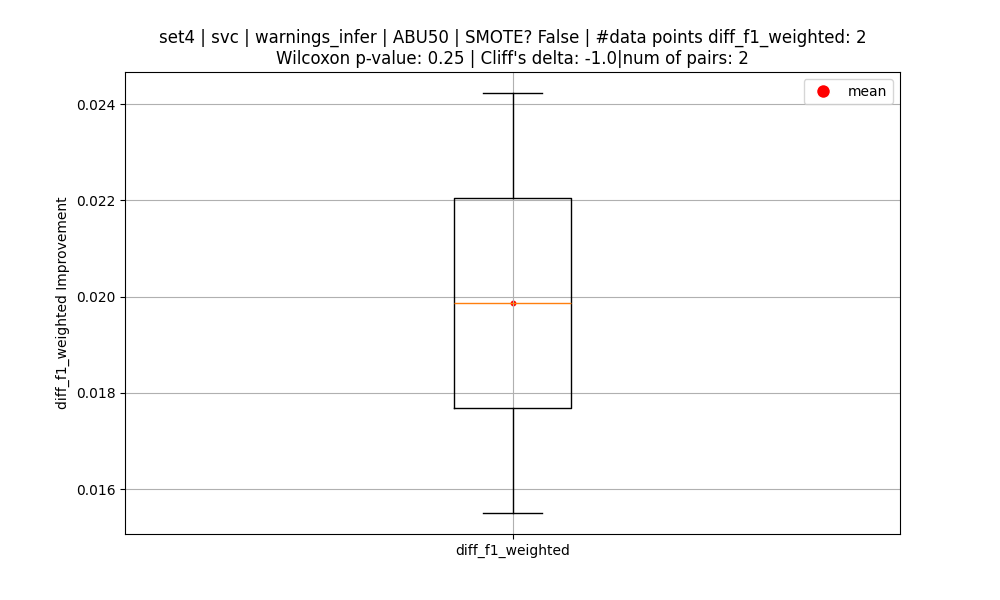 set4 | svc | warnings_infer | ABU50 | SMOTE? False | #data points diff_f1_weighted: 2
Wilcoxon p-value: 0.25 | Cliff's delta: -1.0|num of pairs: 2
mean
0.024
0.022
0.020
0.018
0.016
diff_f1_weighted Improvement
diff_f1_weighted